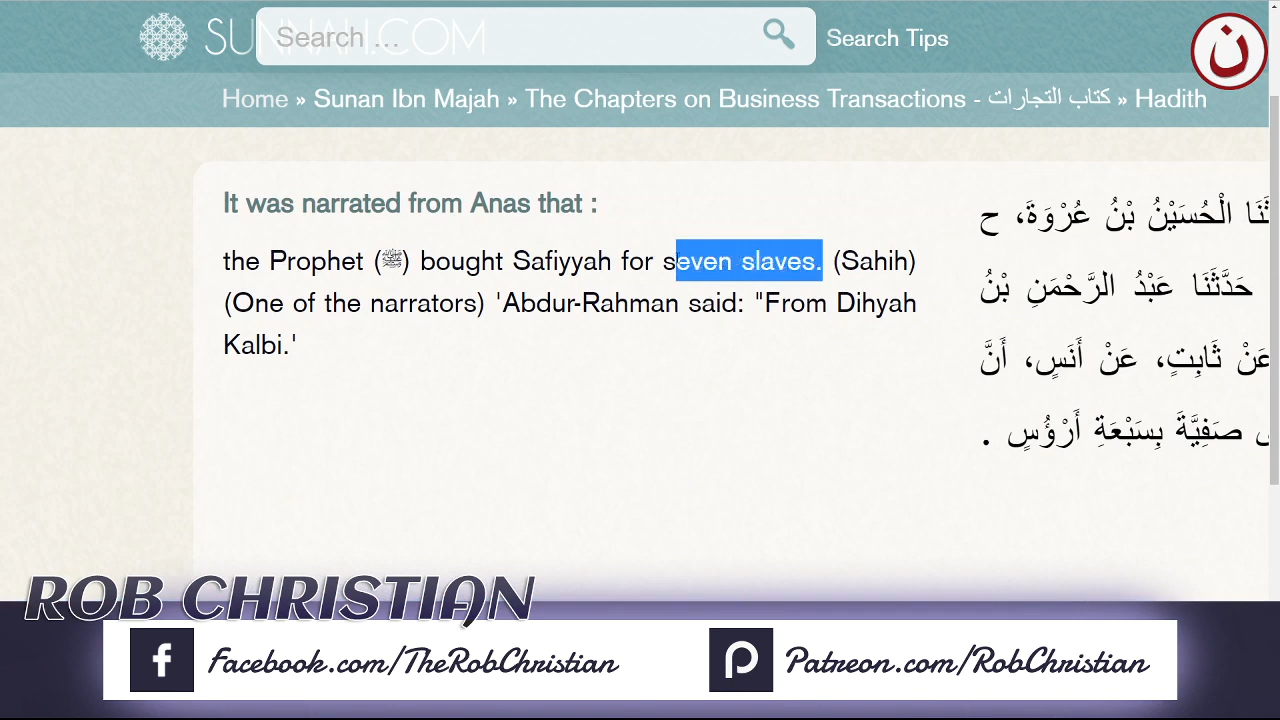 SUNNAH.COM
Search ...
Search Tips
ن
Home » Sunan Ibn Majah » The Chapters on Business Transactions - كتاب التجارات » Hadith
It was narrated from Anas that :
the Prophet (ﷺ) bought Safiyyah for seven slaves. (Sahih)
(One of the narrators) 'Abdur-Rahman said: "From Dihyah
Kalbi.'
الْحُسَيْنُ بْنُ عُرْوَةَ، ح
حَدَّثَنَا عَبْدُ الرَّحْمَنِ بْنُ
عَنْ ثَابِتٍ، عَنْ أَنَسٍ، أَنَّ
صَفِيَّةَ بِسَبْعَةِ أَرْؤُسٍ .
ROB CHRISTIAN
f Facebook.com/TheRobChristian
Patreon.com/RobChristian